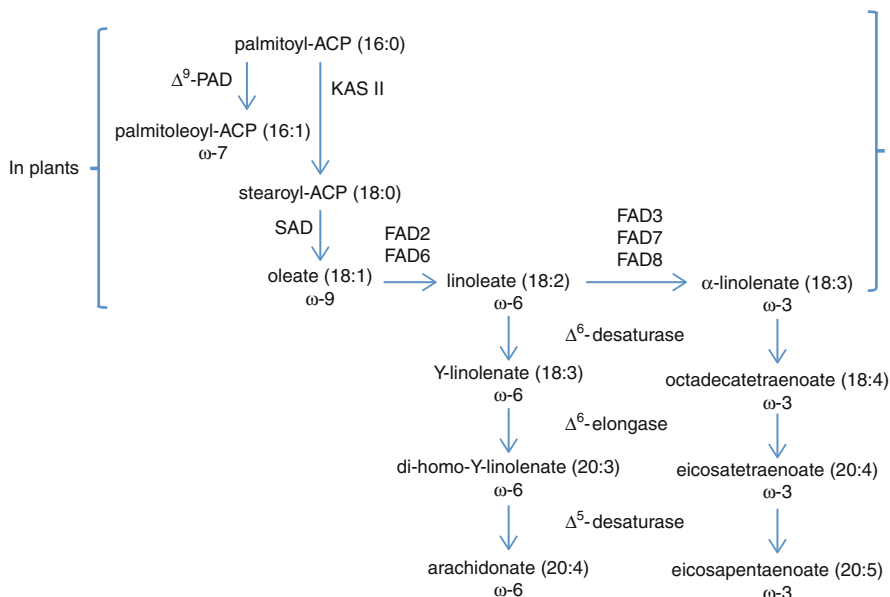 palmitoyl-ACP (16:0)
Δ⁹-PAD
KAS II
palmitoleoyl-ACP (16:1)
ω-7
In plants
stearoyl-ACP (18:0)
SAD
FAD2
FAD6
FAD3
FAD7
FAD8
oleate (18:1)
ω-9
linoleate (18:2)
ω-6
α-linolenate (18:3)
ω-3
Δ⁶-desaturase
Y-linolenate (18:3)
ω-6
octadecatetraenoate (18:4)
ω-3
Δ⁶-elongase
di-homo-Y-linolenate (20:3)
ω-6
eicosatetraenoate (20:4)
ω-3
Δ⁵-desaturase
arachidonate (20:4)
ω-6
eicosapentaenoate (20:5)
ω-3